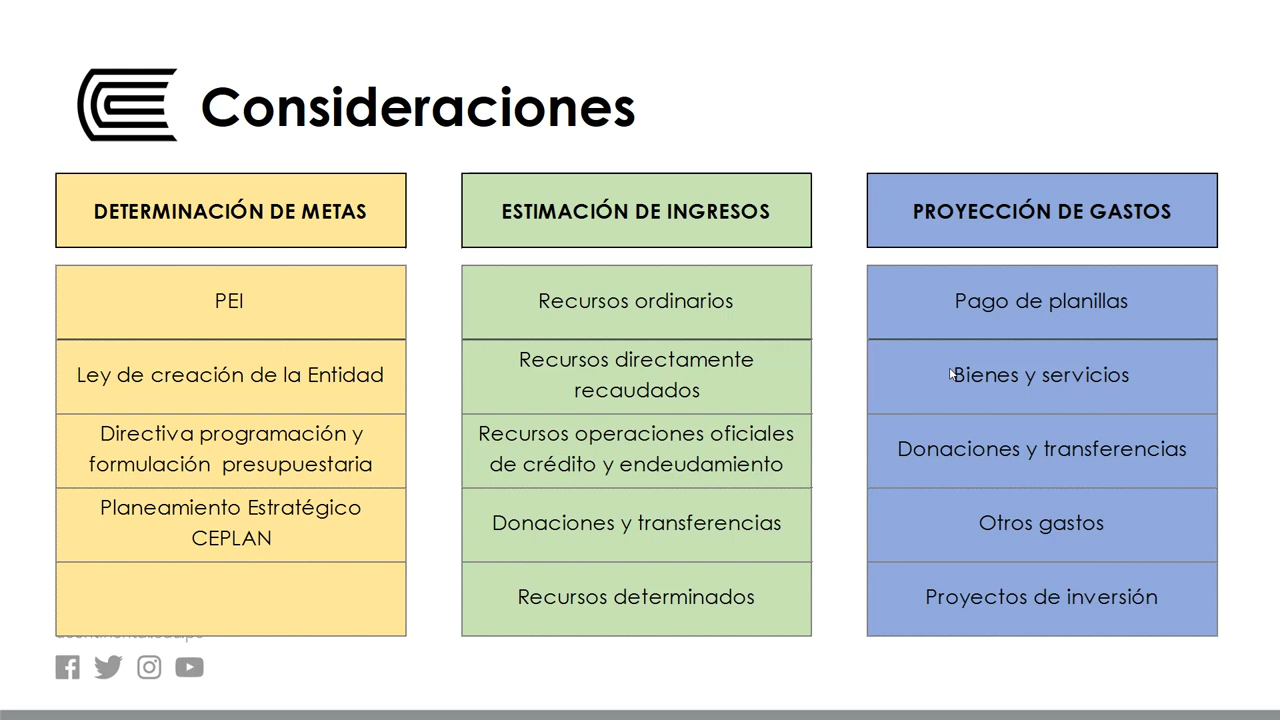 Consideraciones
DETERMINACIÓN DE METAS
PEI
Ley de creación de la Entidad
Directiva programación y
formulación presupuestaria
Planeamiento Estratégico
CEPLAN
ESTIMACIÓN DE INGRESOS
Recursos ordinarios
Recursos directamente
recaudados
Recursos operaciones oficiales
de crédito y endeudamiento
Donaciones y transferencias
Recursos determinados
PROYECCIÓN DE GASTOS
Pago de planillas
Bienes y servicios
Donaciones y transferencias
Otros gastos
Proyectos de inversión